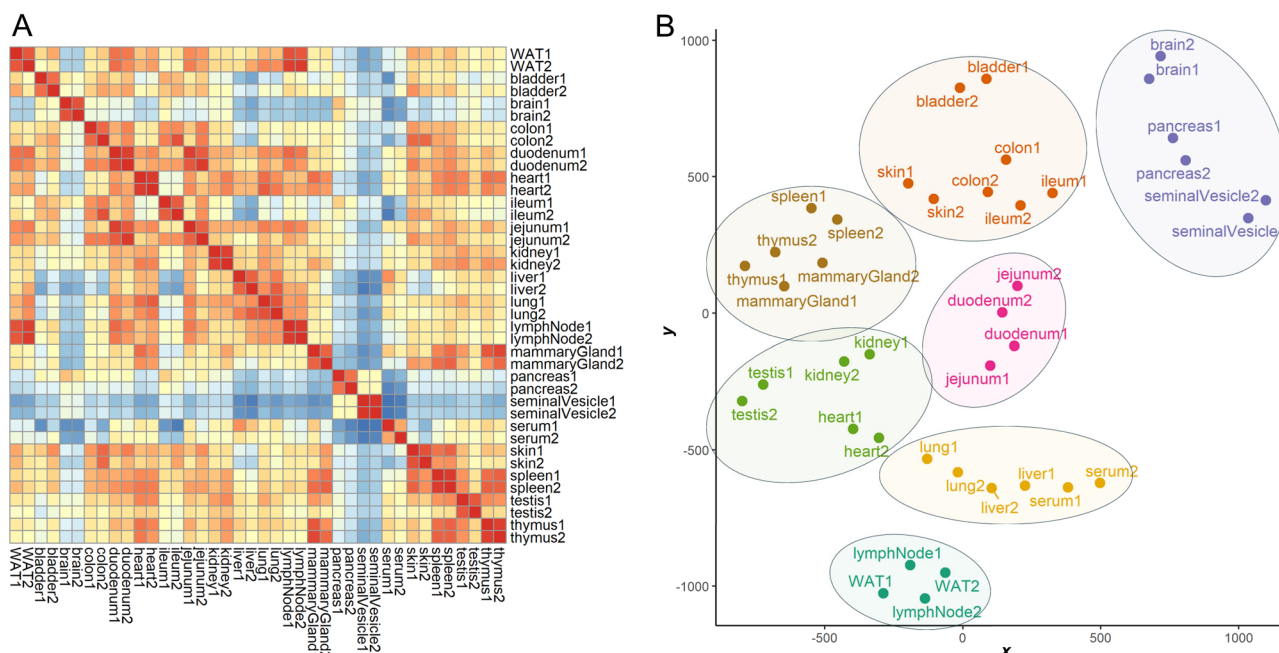 A
WAT1
WAT2
bladder1
bladder2
brain1
brain2
colon1
colon2
duodenum1
duodenum2
heart1
heart2
ileum1
ileum2
jejunum1
jejunum2
kidney1
kidney2
liver1
liver2
lung1
lung2
lymphNode1
lymphNode2
mammaryGland1
mammaryGland2
pancreas1
pancreas2
seminalVesicle1
seminalVesicle2
serum1
serum2
skin1
skin2
spleen1
spleen2
testis1
testis2
thymus1
thymus2
WAT1
WAT2
bladder1
bladder2
brain1
brain2
colon1
colon2
duodenum1
duodenum2
heart1
heart2
ileum1
ileum2
jejunum1
jejunum2
kidney1
kidney2
liver1
liver2
lung1
lung2
lymphNode1
lymphNode2
mammaryGland
mammaryGland
pancreas1
pancreas2
seminalVesicle1
seminalVesicle2
serum1
serum2
skin1
skin2
spleen1
spleen2
testis1
testis2
thymus1
thymus2
B
1000
500
0
-500
-1000
y
-500
0
500
1000
x
brain2
brain1
pancreas1
pancreas2
seminalVesicle2
seminalVesicle
bladder1
bladder2
colon1
skin1
colon2
ileum1
skin2
ileum2
spleen1
spleen2
thymus2
thymus1
mammaryGland2
mammaryGland1
jejunum2
duodenum2
duodenum1
jejunum1
kidney1
testis1
kidney2
testis2
heart1
heart2
lung1
lung2
liver1
serum2
liver2
serum1
lymphNode1
WAT1
WAT2
lymphNode2